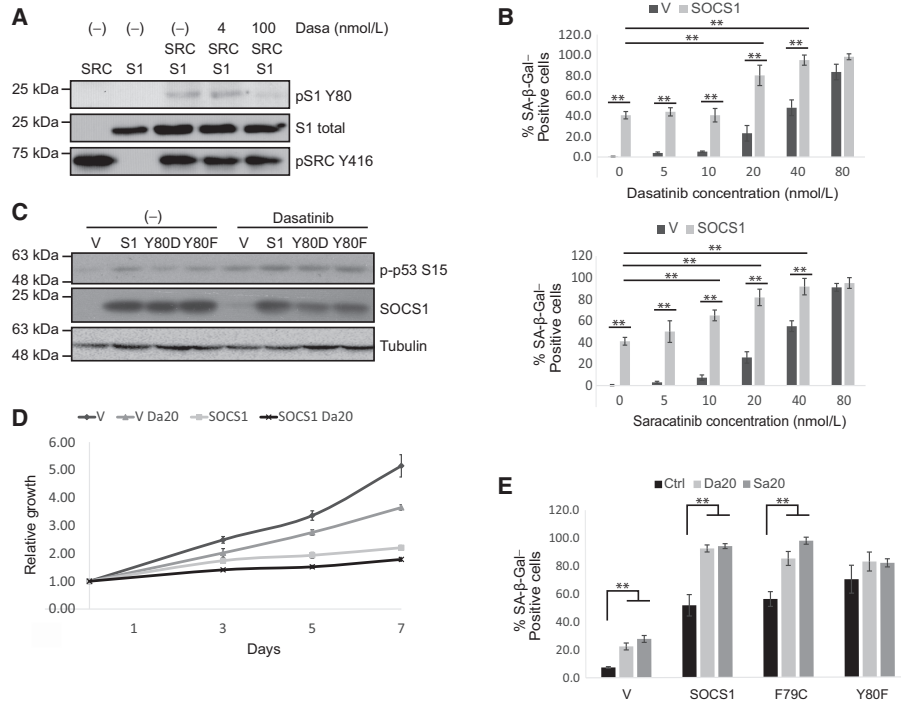 A
(–) (–) (–) 4 100 Dasa (nmol/L)
SRC SRC SRC
SRC S1 S1 S1 S1
25 kDa pS1 Y80
25 kDa S1 total
75 kDa pSRC Y416
B
V SOCS1
% SA-β-Gal–
Positive cells
120.0
100.0
80.0
60.0
40.0
20.0
0.0
** ** ** ** ** ** **
0 5 10 20 40 80
Dasatinib concentration (nmol/L)
V SOCS1
% SA-β-Gal–
Positive cells
120
100
80
60
40
20
0
** ** ** ** ** ** ** **
0 5 10 20 40 80
Saracatinib concentration (nmol/L)
C
(–) Dasatinib
V S1 Y80D Y80F V S1 Y80D Y80F
63 kDa
48 kDa p-p53 S15
25 kDa SOCS1
63 kDa
48 kDa Tubulin
D
V V Da20 SOCS1 SOCS1 Da20
Relative growth
6.00
5.00
4.00
3.00
2.00
1.00
0.00
1 3 5 7
Days
E
Ctrl Da20 Sa20
% SA-β-Gal–
Positive cells
120.0
100.0
80.0
60.0
40.0
20.0
0.0
** ** **
V SOCS1 F79C Y80F